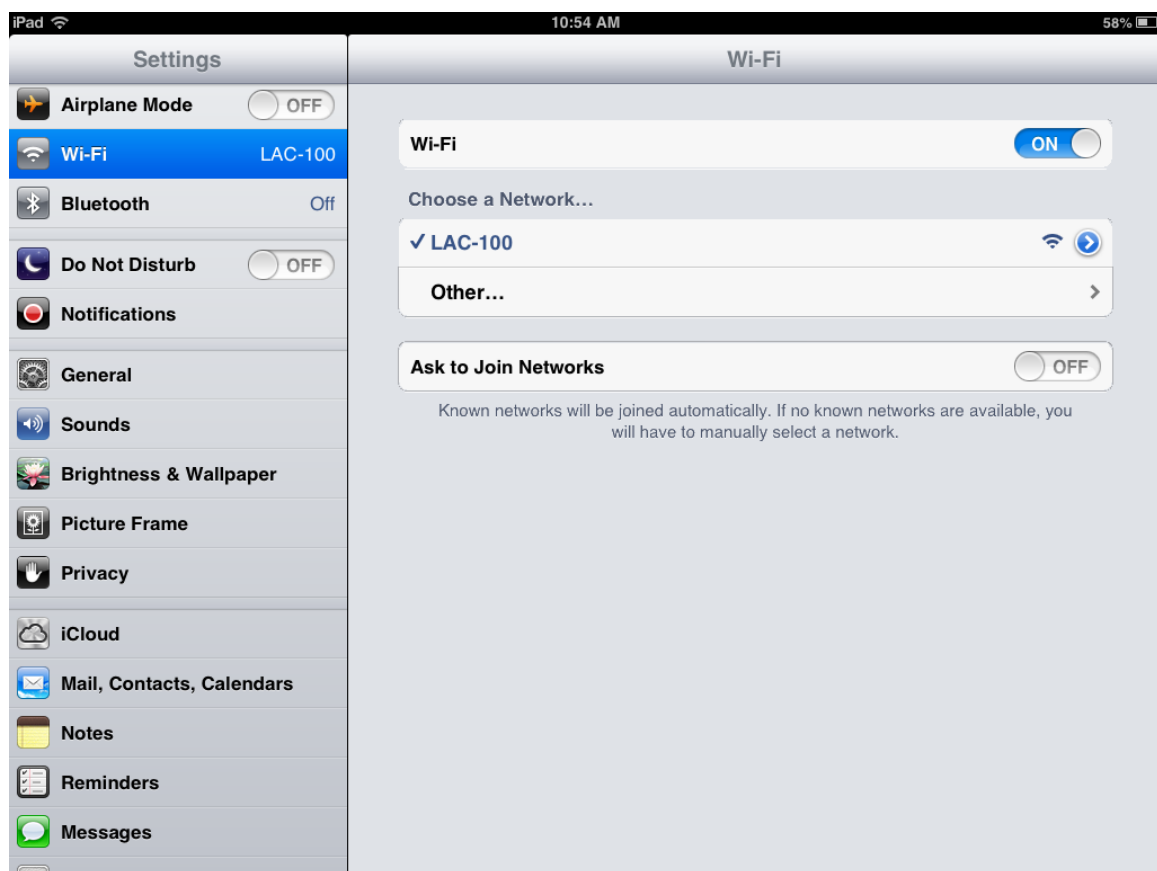 iPad 10:54 AM 58%
Settings
Airplane Mode OFF
Wi-Fi LAC-100
Bluetooth Off
Do Not Disturb OFF
Notifications
General
Sounds
Brightness & Wallpaper
Picture Frame
Privacy
iCloud
Mail, Contacts, Calendars
Notes
Reminders
Messages
Wi-Fi
Wi-Fi ON
Choose a Network...
✓ LAC-100
Other...
Ask to Join Networks OFF
Known networks will be joined automatically. If no known networks are available, you
will have to manually select a network.